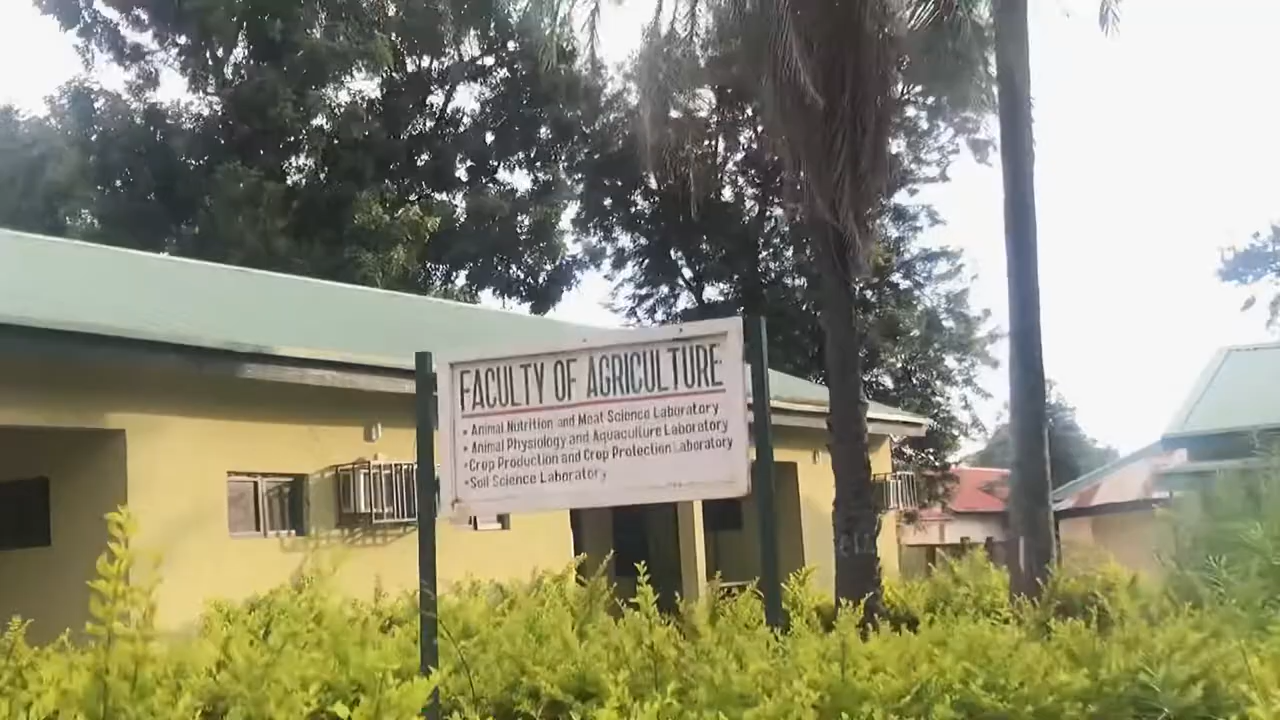 FACULTY OF AGRICULTURE
• Animal Nutrition and Meat Science Laboratory
• Animal Physiology and Aquaculture Laboratory
• Crop Production and Crop Protection Laboratory
• Soil Science Laboratory